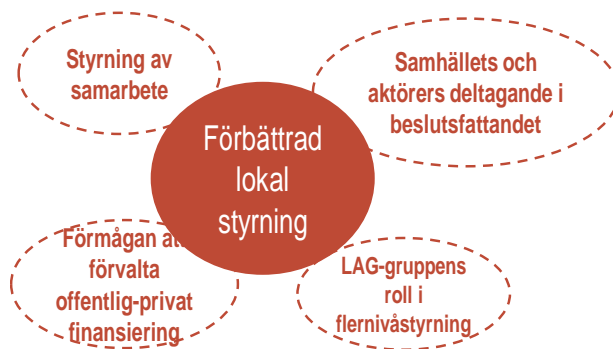 Styrning av
samarbete
Samhällets och
aktörers deltagande i
beslutsfattandet
Förbättrad
lokal
styrning
Förmågan
förvalta
offentlig-privat
finansiering
LAG-gruppens
roll i
flernivåstyrning